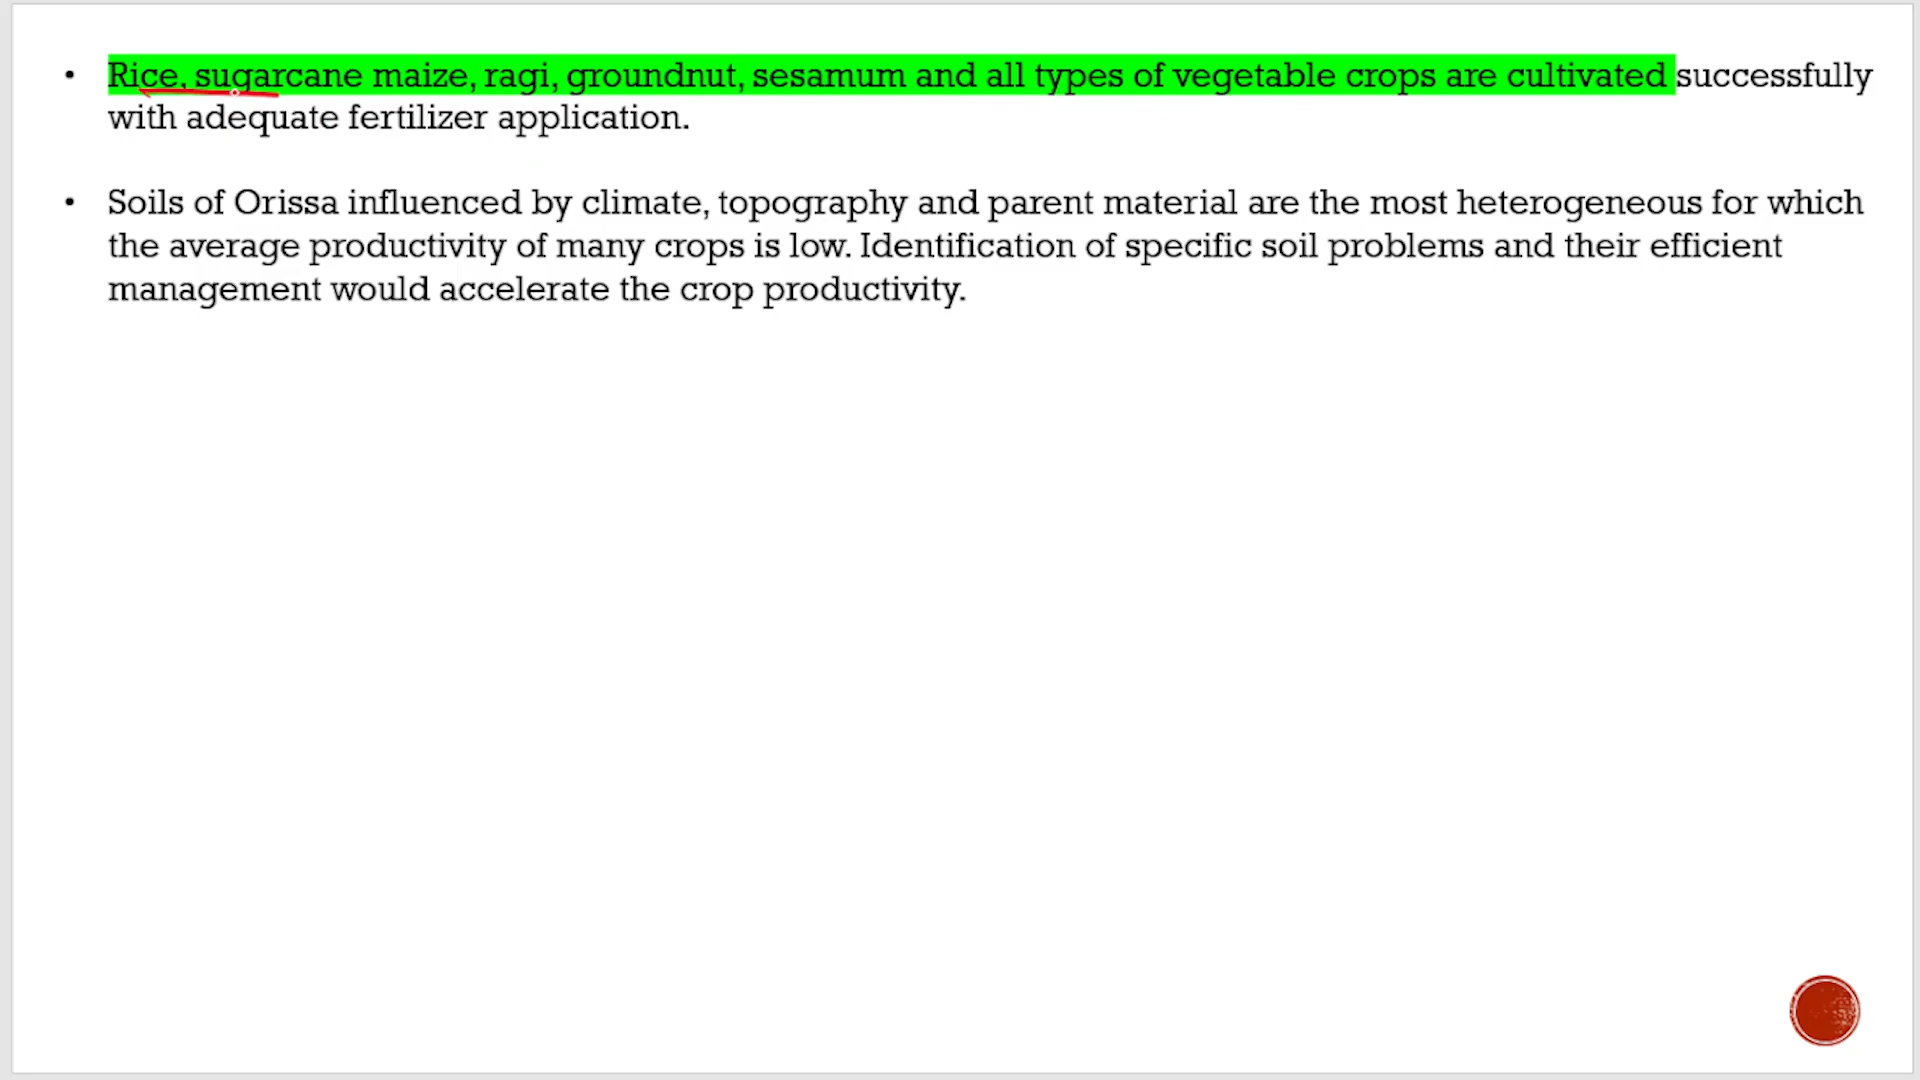 • Rice, sugarcane maize, ragi, groundnut, sesamum and all types of vegetable crops are cultivated successfully
with adequate fertilizer application.
• Soils of Orissa influenced by climate, topography and parent material are the most heterogeneous for which
the average productivity of many crops is low. Identification of specific soil problems and their efficient
management would accelerate the crop productivity.